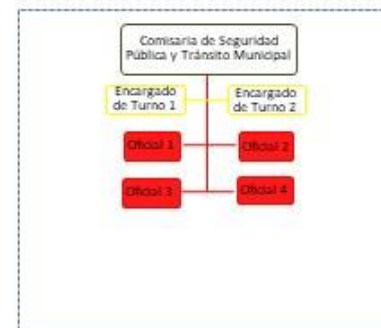 Comisaria de Seguridad
Pública y Tránsito Municipal
Encargado
de Turno 1
Encargado
de Turno 2
Oficial 1
Oficial 2
Oficial 3
Oficial 4